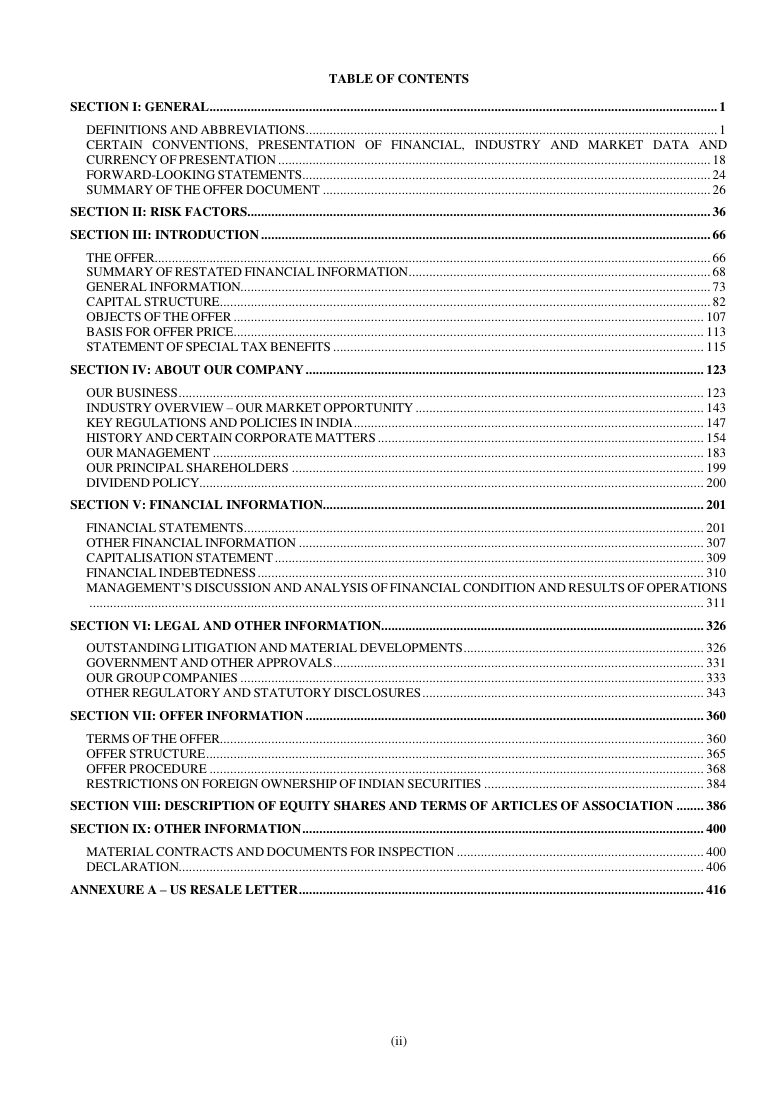 TABLE OF CONTENTS
SECTION I: GENERAL 1
DEFINITIONS AND ABBREVIATIONS 1
CERTAIN CONVENTIONS, PRESENTATION OF FINANCIAL, INDUSTRY AND MARKET DATA AND
CURRENCY OF PRESENTATION 18
FORWARD-LOOKING STATEMENTS 24
SUMMARY OF THE OFFER DOCUMENT 26
SECTION II: RISK FACTORS 36
SECTION III: INTRODUCTION 66
THE OFFER 66
SUMMARY OF RESTATED FINANCIAL INFORMATION 68
GENERAL INFORMATION 73
CAPITAL STRUCTURE 82
OBJECTS OF THE OFFER 107
BASIS FOR OFFER PRICE 113
STATEMENT OF SPECIAL TAX BENEFITS 115
SECTION IV: ABOUT OUR COMPANY 123
OUR BUSINESS 123
INDUSTRY OVERVIEW – OUR MARKET OPPORTUNITY 143
KEY REGULATIONS AND POLICIES IN INDIA 147
HISTORY AND CERTAIN CORPORATE MATTERS 154
OUR MANAGEMENT 183
OUR PRINCIPAL SHAREHOLDERS 199
DIVIDEND POLICY 200
SECTION V: FINANCIAL INFORMATION 201
FINANCIAL STATEMENTS 201
OTHER FINANCIAL INFORMATION 307
CAPITALISATION STATEMENT 309
FINANCIAL INDEBTEDNESS 310
MANAGEMENT’S DISCUSSION AND ANALYSIS OF FINANCIAL CONDITION AND RESULTS OF OPERATIONS
311
SECTION VI: LEGAL AND OTHER INFORMATION 326
OUTSTANDING LITIGATION AND MATERIAL DEVELOPMENTS 326
GOVERNMENT AND OTHER APPROVALS 331
OUR GROUP COMPANIES 333
OTHER REGULATORY AND STATUTORY DISCLOSURES 343
SECTION VII: OFFER INFORMATION 360
TERMS OF THE OFFER 360
OFFER STRUCTURE 365
OFFER PROCEDURE 368
RESTRICTIONS ON FOREIGN OWNERSHIP OF INDIAN SECURITIES 384
SECTION VIII: DESCRIPTION OF EQUITY SHARES AND TERMS OF ARTICLES OF ASSOCIATION 386
SECTION IX: OTHER INFORMATION 400
MATERIAL CONTRACTS AND DOCUMENTS FOR INSPECTION 400
DECLARATION 406
ANNEXURE A – US RESALE LETTER 416
(ii)